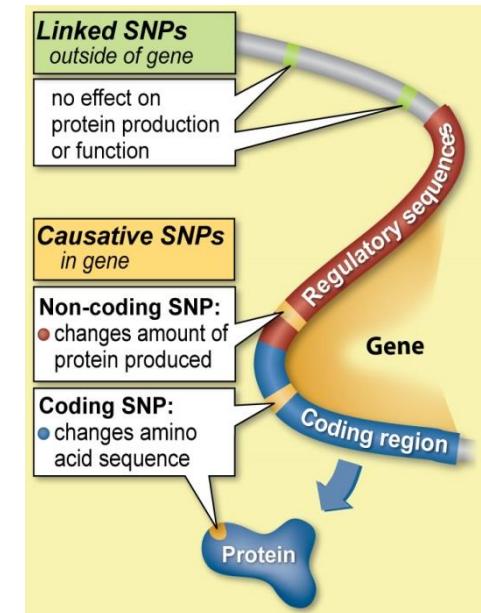 Linked SNPs
outside of gene
no effect on
protein production
or function
Regulatory sequences
Causative SNPs
in gene
Non-coding SNP:
● changes amount of
protein produced
Gene
Coding SNP:
● changes amino
acid sequence
Coding region
Protein